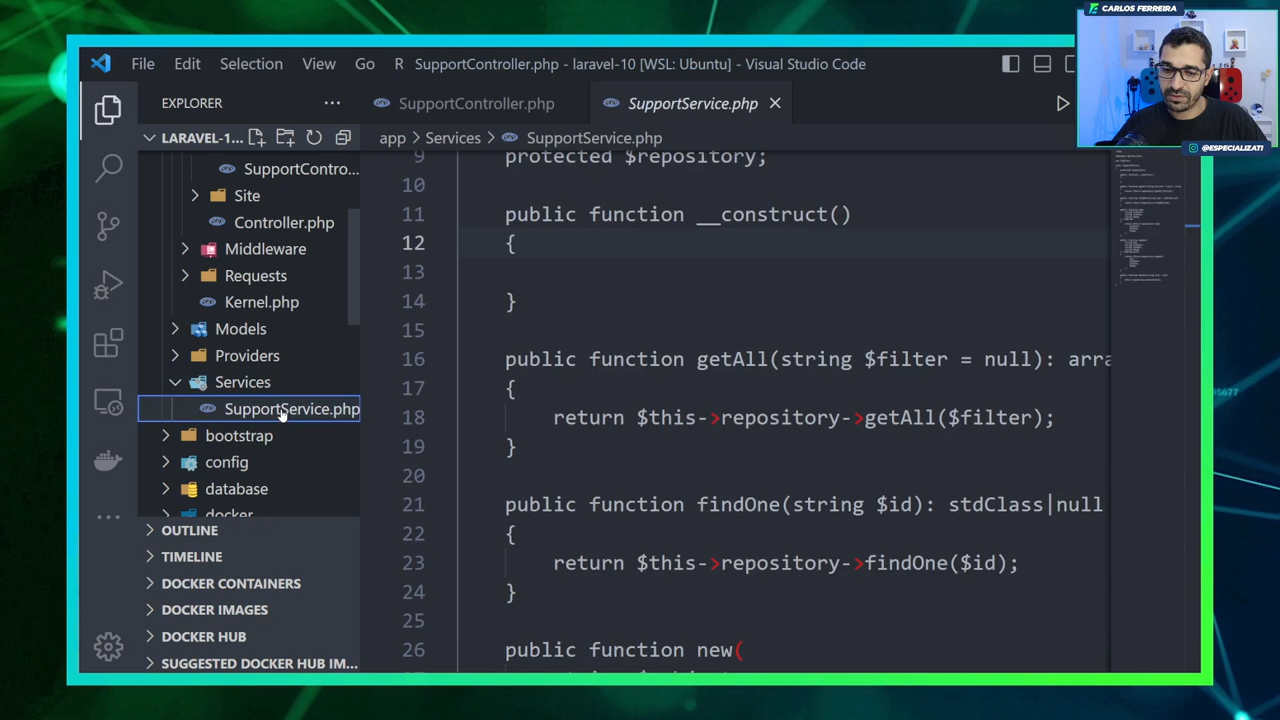 CARLOS FERREIRA
@ESPECIALIZATI
File Edit Selection View Go R SupportController.php - laravel-10 [WSL: Ubuntu] - Visual Studio Code
EXPLORER
SupportController.php
SupportService.php
LARAVEL-1...
app > Services > SupportService.php
SupportContro...
Site
Controller.php
Middleware
Requests
Kernel.php
Models
Providers
Services
SupportService.php
bootstrap
config
database
docker
OUTLINE
TIMELINE
DOCKER CONTAINERS
DOCKER IMAGES
DOCKER HUB
SUGGESTED DOCKER HUB IM...
9 protected $repository;
10
11 public function __construct()
12 {
13
14 }
15
16 public function getAll(string $filter = null): arra
17 {
18 return $this->repository->getAll($filter);
19 }
20
21 public function findOne(string $id): stdClass|null
22 {
23 return $this->repository->findOne($id);
24 }
25
26 public function new(